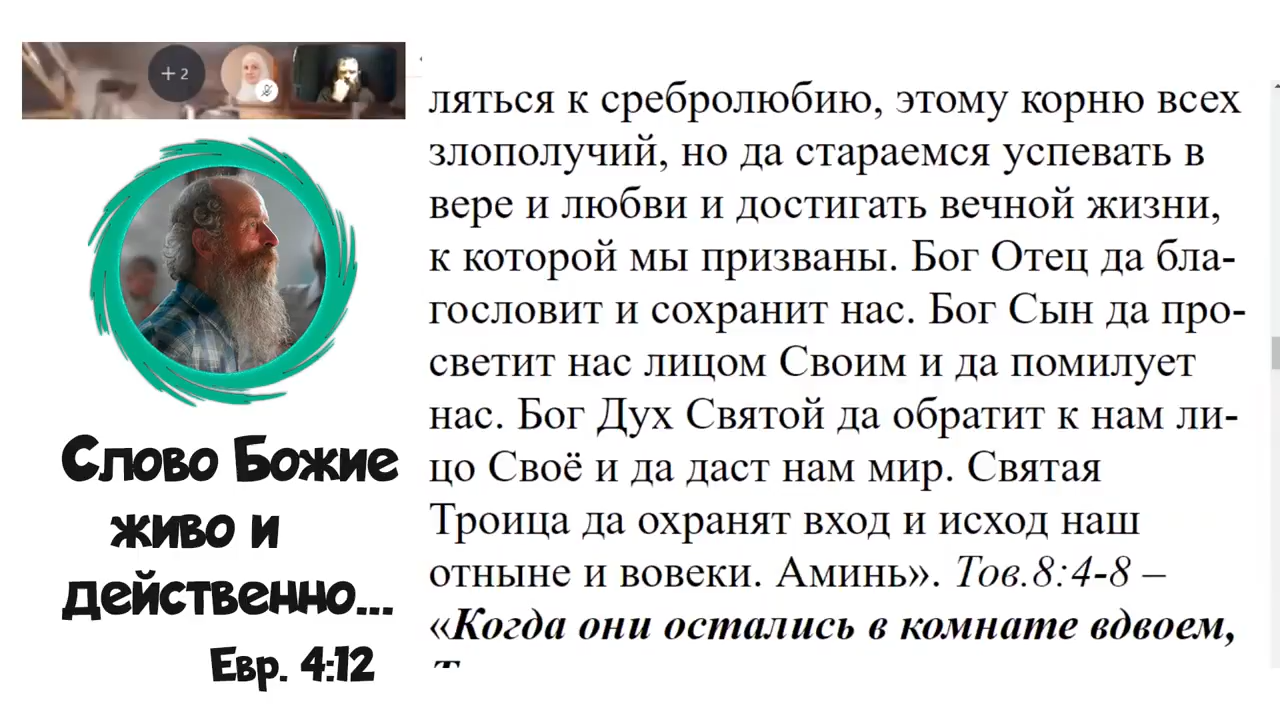 +2
ляться к сребролюбию, этому корню всех
злополучий, но да стараемся успевать в
вере и любви и достигать вечной жизни,
к которой мы призваны. Бог Отец да бла-
гословит и сохранит нас. Бог Сын да про-
светит нас лицом Своим и да помилует
нас. Бог Дух Святой да обратит к нам ли-
цо Своё и да даст нам мир. Святая
Троица да охранят вход и исход наш
отныне и вовеки. Аминь». Тов.8:4-8 –
«Когда они остались в комнате вдвоем,
Слово Божие
живо и
действенно...
Евр. 4:12